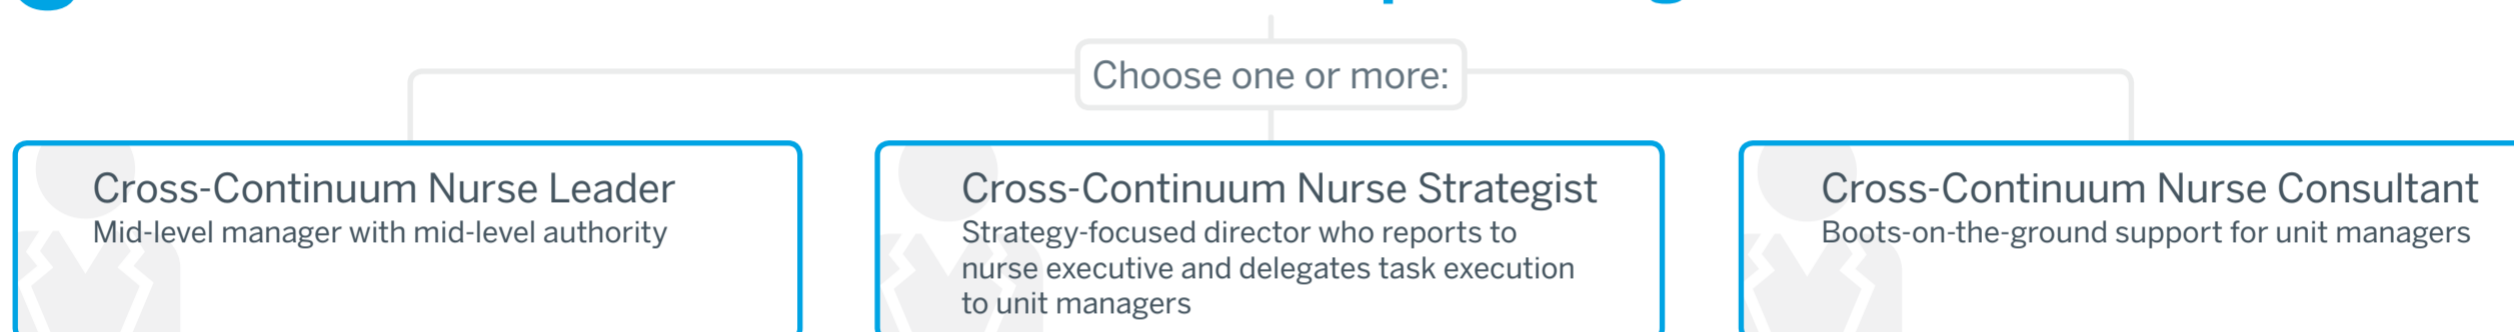 Choose one or more:
Cross-Continuum Nurse Leader
Mid-level manager with mid-level authority
Cross-Continuum Nurse Strategist
Strategy-focused director who reports to
nurse executive and delegates task execution
to unit managers
Cross-Continuum Nurse Consultant
Boots-on-the-ground support for unit managers